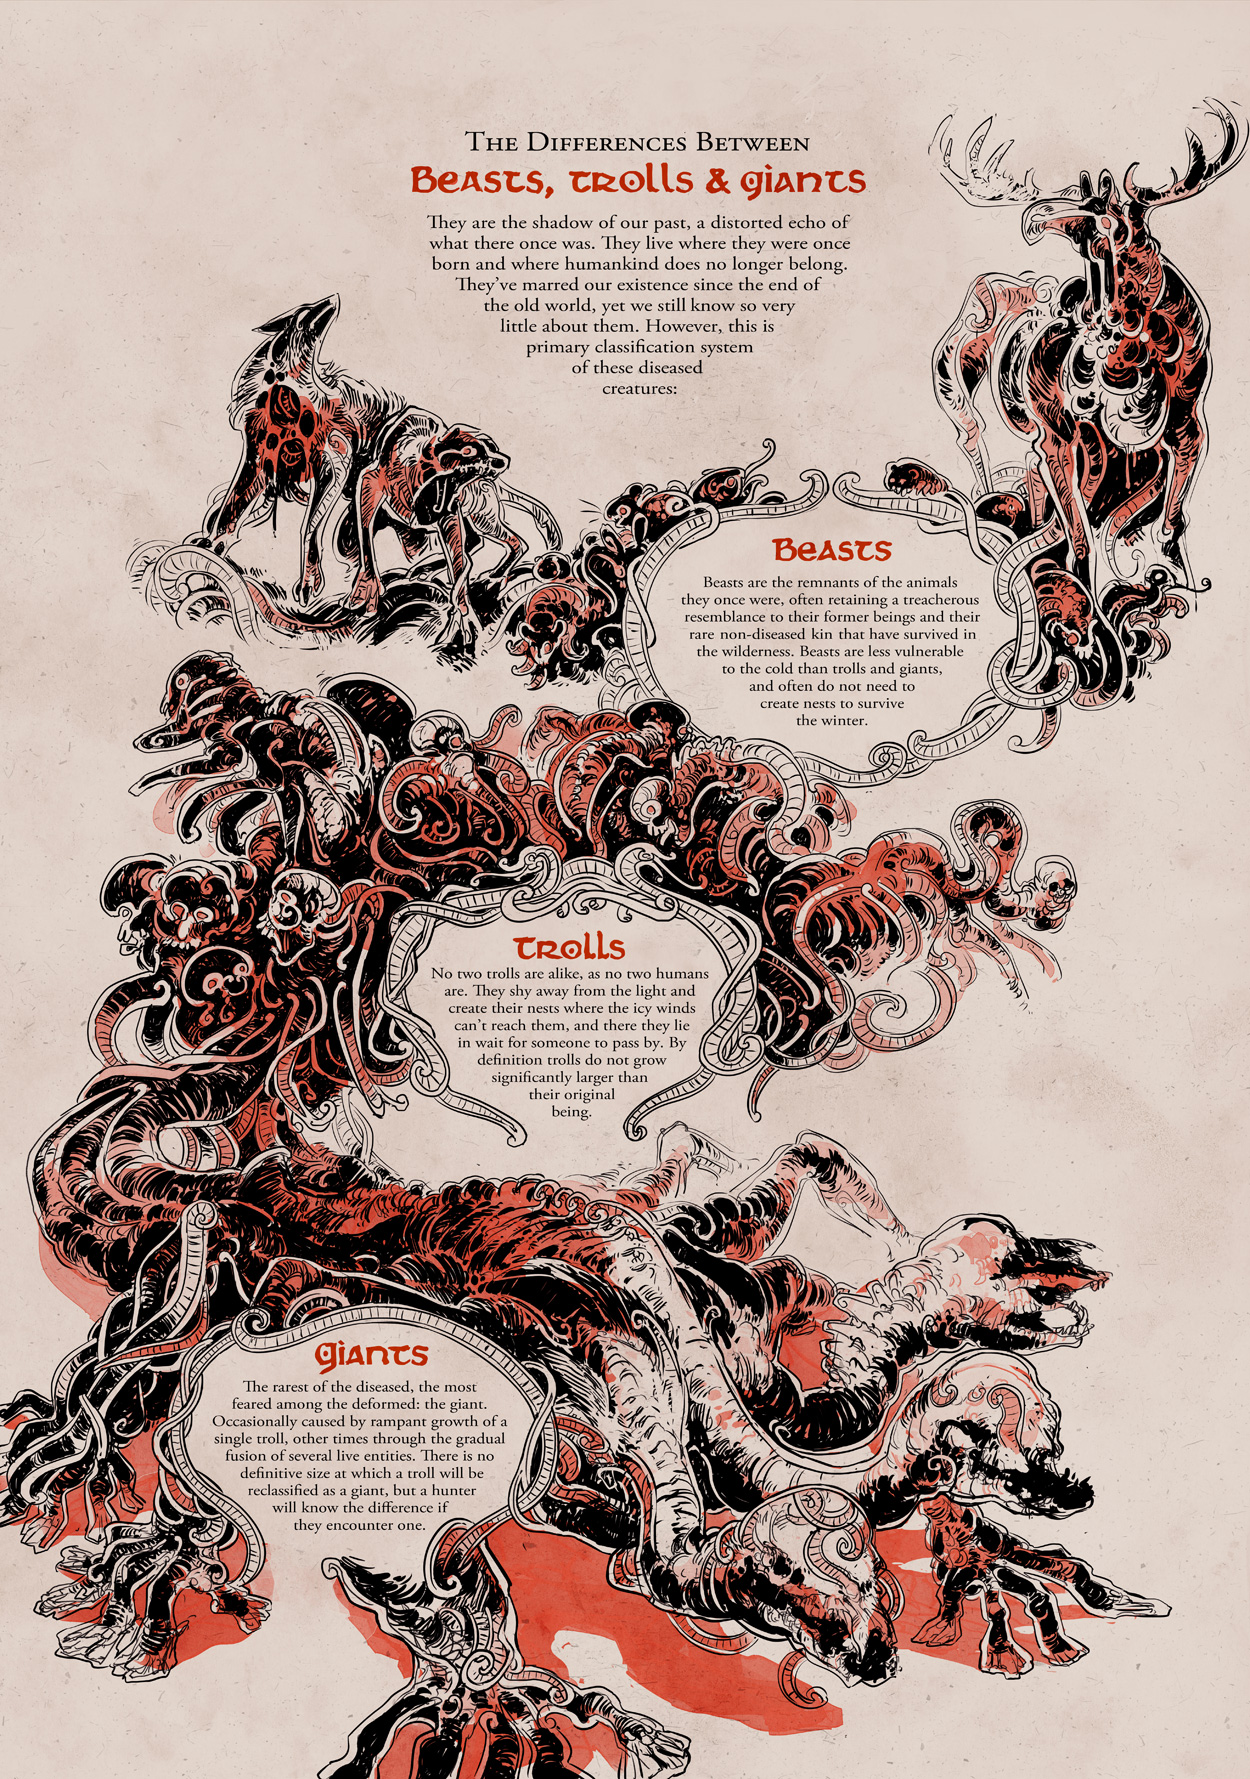 The Differences Between
Beasts, Trolls & Giants
They are the shadow of our past, a distorted echo of
what there once was. They live where they were once
born and where humankind does no longer belong.
They've marred our existence since the end of
the old world, yet we still know so very
little about them. However, this is
primary classification system
of these diseased
creatures:
Beasts
Beasts are the remnants of the animals
they once were, often retaining a treacherous
resemblance to their former beings and their
rare non-diseased kin that have survived in
the wilderness. Beasts are less vulnerable
to the cold than trolls and giants,
and often do not need to
create nests to survive
the winter.
Trolls
No two trolls are alike, as no two humans
are. They shy away from the light and
create their nests where the icy winds
can't reach them, and there they lie
in wait for someone to pass by. By
definition trolls do not grow
significantly larger than
their original
being.
Giants
The rarest of the diseased, the most
feared among the deformed: the giant.
Occasionally caused by rampant growth of a
single troll, other times through the gradual
fusion of several live entities. There is no
definitive size at which a troll will be
reclassified as a giant, but a hunter
will know the difference if
they encounter one.